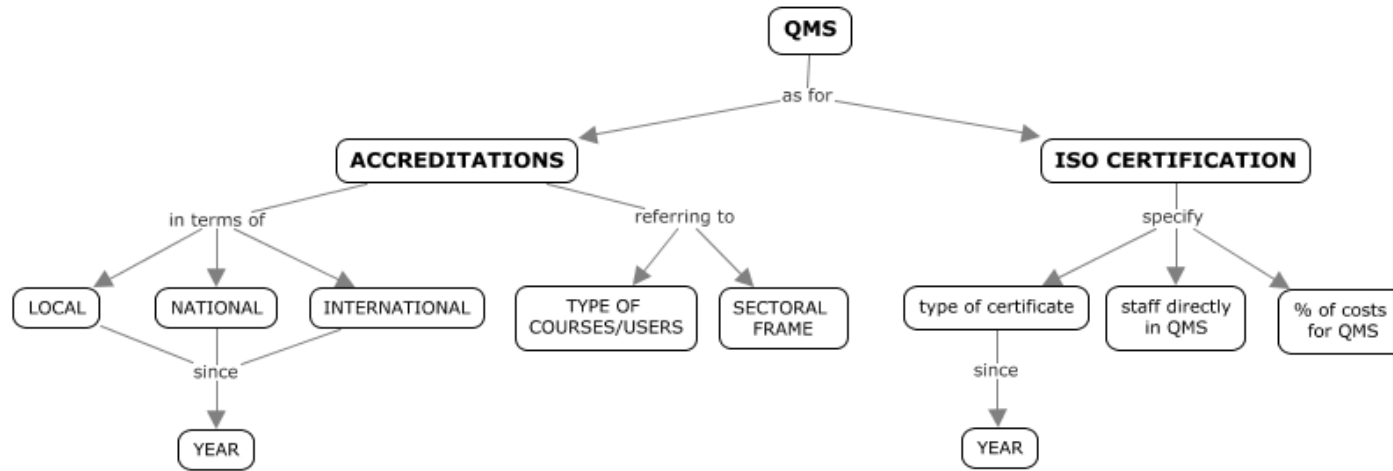 QMS
as for
ACCREDITATIONS
ISO CERTIFICATION
in terms of
referring to
specify
LOCAL
NATIONAL
INTERNATIONAL
TYPE OF
COURSES/USERS
SECTORAL
FRAME
type of certificate
staff directly
in QMS
% of costs
for QMS
since
since
YEAR
YEAR